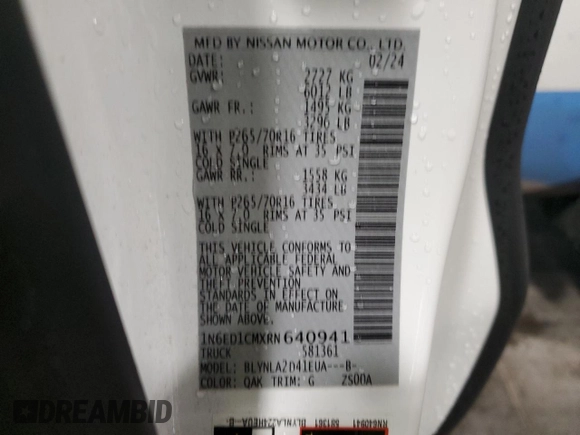 MFD BY NISSAN MOTOR CO., LTD.
DATE: 02/24
GVWR: 2727 KG
6012 LB
GAWR FR.: 1495 KG
3296 LB
WITH P265/70R16 TIRES
16 X 7.0 RIMS AT 35 PSI
COLD SINGLE
GAWR RR.: 1558 KG
3434 LB
WITH P265/70R16 TIRES
16 X 7.0 RIMS AT 35 PSI
COLD SINGLE
THIS VEHICLE CONFORMS TO
ALL APPLICABLE FEDERAL
MOTOR VEHICLE SAFETY AND
THEFT PREVENTION
STANDARDS IN EFFECT ON
THE DATE OF MANUFACTURE
SHOWN ABOVE.
1N6ED1CMXRN640941
TRUCK 581361
MODEL: BLYNLA2D41EUA---B-
COLOR: QAK TRIM: G ZS00A
RN640941 581361
DREAMBID